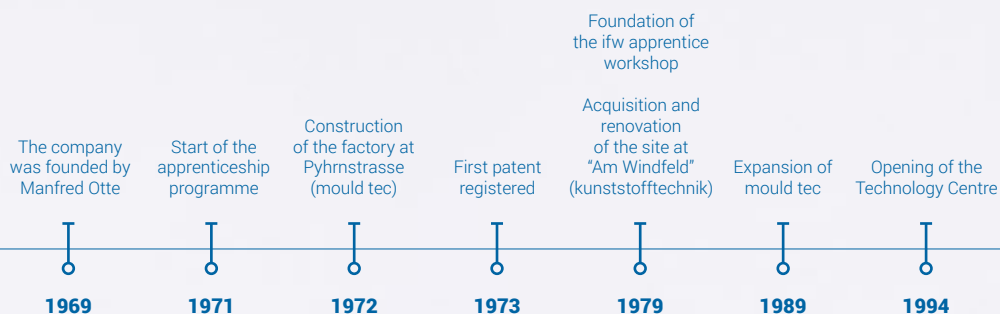 The company
was founded by
Manfred Otte
1969
Start of the
apprenticeship
programme
1971
Construction
of the factory at
Pyhrnstrasse
(mould tec)
1972
First patent
registered
1973
Foundation of
the ifw apprentice
workshop
Acquisition and
renovation
of the site at
“Am Windfeld”
(kunststofftechnik)
1979
Expansion of
mould tec
1989
Opening of the
Technology Centre
1994